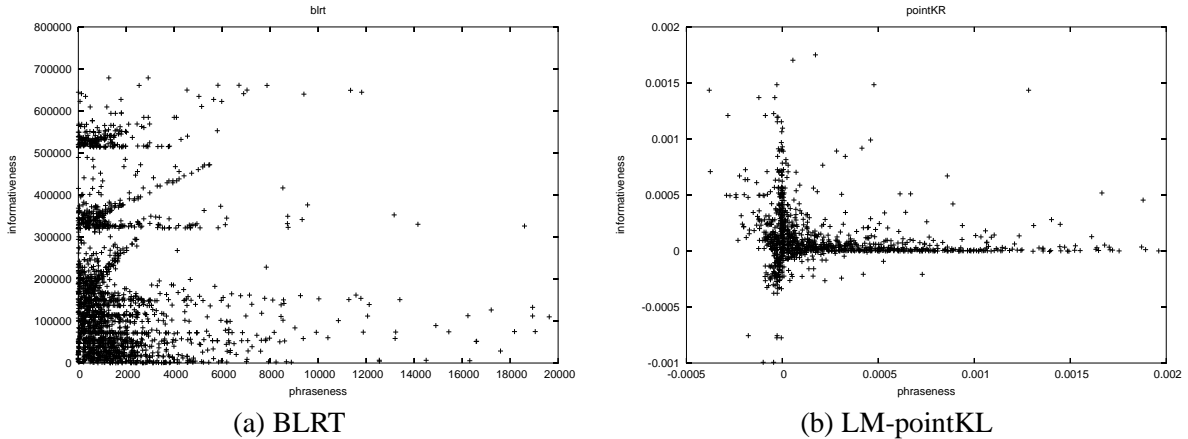 blrt
800000
700000
600000
500000
400000
300000
200000
100000
0
informativeness
0 2000 4000 6000 8000 10000 12000 14000 16000 18000 20000
phraseness
(a) BLRT
pointKR
0.002
0.0015
0.001
0.0005
0
-0.0005
-0.001
informativeness
-0.0005 0 0.0005 0.001 0.0015 0.002
phraseness
(b) LM-pointKL